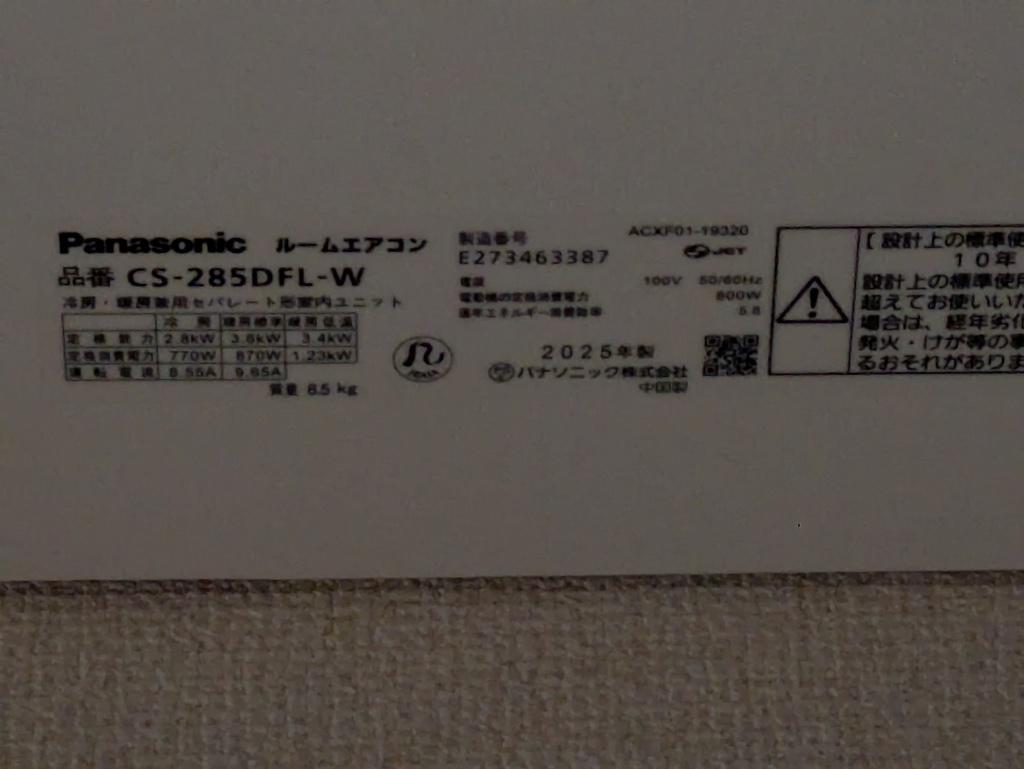 Panasonic ルームエアコン
品番 CS-285DFL-W
冷房・暖房兼用セパレート形室内ユニット
冷房 暖房標準 暖房低温
定格能力 2.8kW 3.6kW 3.4kW
定格消費電力 770W 870W 1.23kW
運転電流 8.55A 9.65A
質量 8.5 kg
製造番号
E273463387
ACXF01-19320
JET
電源 100V 50/60Hz
電動機の定格消費電力 800W
通年エネルギー消費効率 5.8
2025年製
パナソニック株式会社
中国製
[設計上の標準使
10年
設計上の標準使用
超えてお使いいた
場合は、経年劣化
発火・けが等の事
るおそれがありま